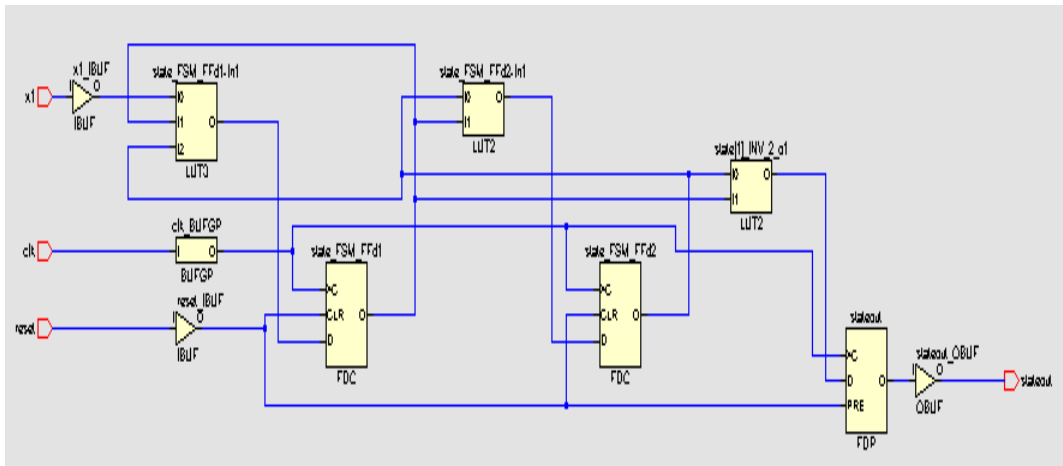 x1
x1_IBUF
I
O
IBUF
state_FSM_FFd1-In1
I0
I1
I2
O
LUT3
state_FSM_FFd2-In1
I0
I1
O
LUT2
state[1]_INV_2_o1
I0
I1
O
LUT2
clk
clk_BUFGP
I
O
BUFGP
reset
reset_IBUF
I
O
IBUF
state_FSM_FFd1
C
CLR
D
Q
FDC
state_FSM_FFd2
C
CLR
D
Q
FDC
stateout
C
D
PRE
Q
FDP
stateout_OBUF
I
O
OBUF
stateout